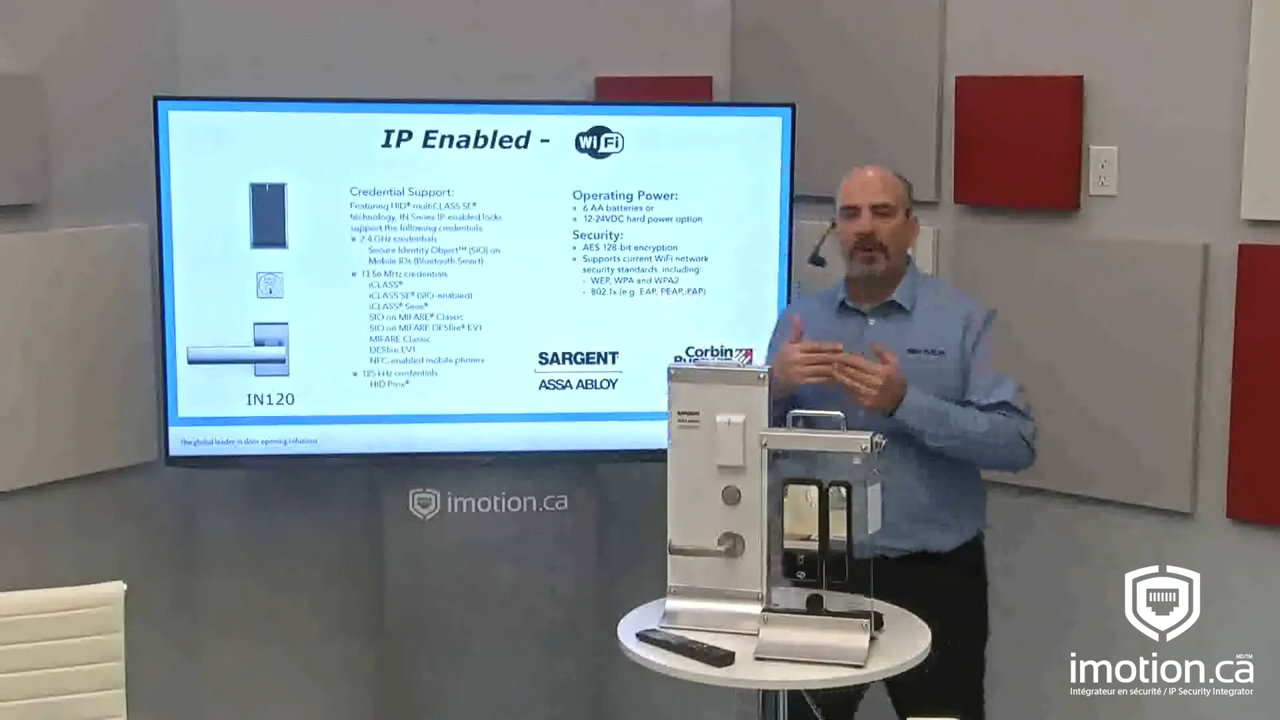 IP Enabled -
WiFi
Credential Support:
Featuring HID® multiCLASS SE®
technology, IN Series IP-enabled locks
support the following credentials
2.4 GHz credentials
Secure Identity Object™ (SIO) on
Mobile IDs (Bluetooth Smart)
13.56 MHz credentials
iCLASS®
iCLASS SE® (SIO-enabled)
iCLASS® Seos®
SIO on MIFARE® Classic
SIO on MIFARE DESfire® EV1
MIFARE Classic
DESfire EV1
NFC-enabled mobile phones
125 kHz credentials
HID Prox®
Operating Power:
6 AA batteries or
12-24VDC hard power option
Security:
AES 128-bit encryption
Supports current WiFi network
security standards, including:
- WEP, WPA and WPA2
- 802.1x (e.g. EAP, PEAP, PAP)
IN120
SARGENT
ASSA ABLOY
Corbin
The global leader in door opening solutions
imotion.ca
imotion.ca
MD/TM
Intégrateur en sécurité / IP Security Integrator